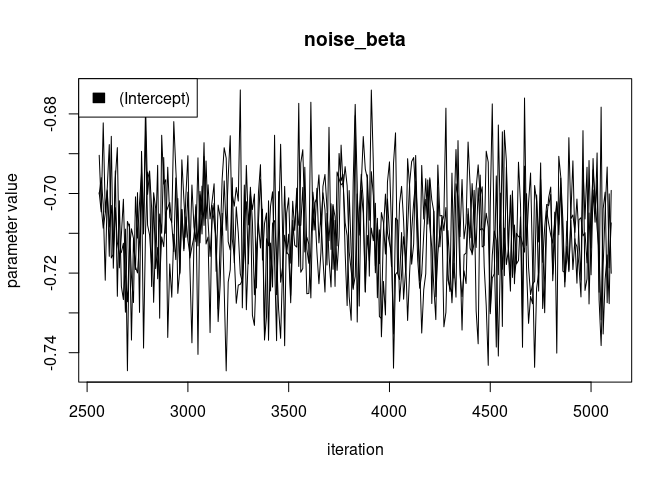 noise_beta
(Intercept)
parameter value
-0.68
-0.70
-0.72
-0.74
2500 3000 3500 4000 4500 5000
iteration